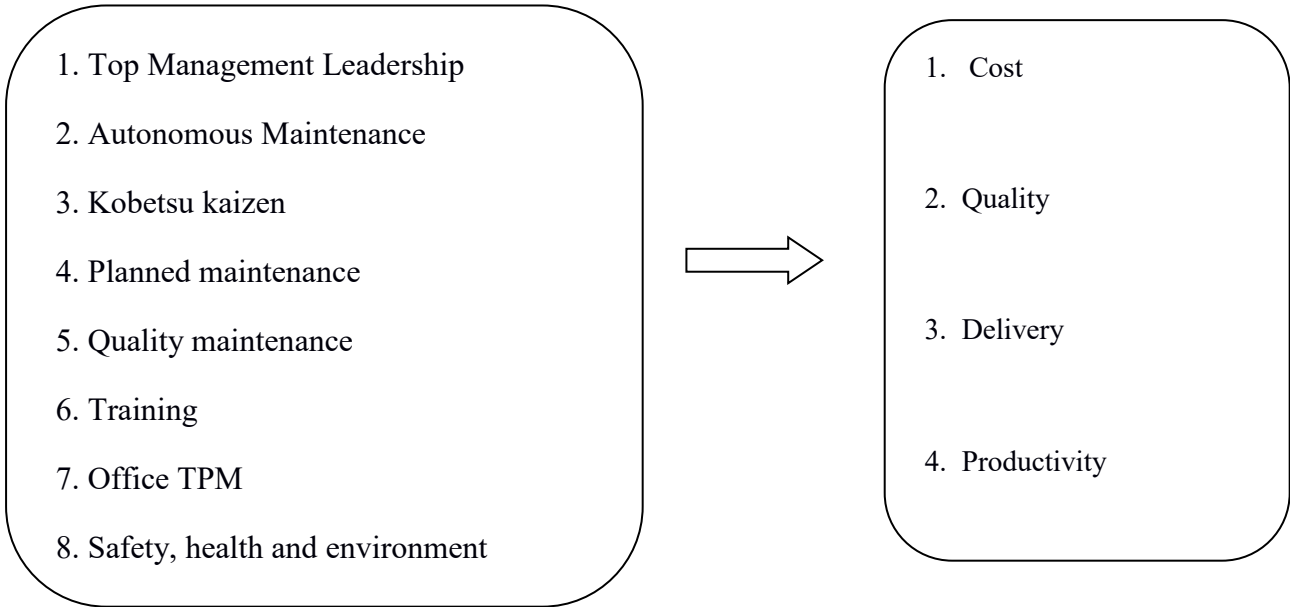 1. Top Management Leadership
2. Autonomous Maintenance
3. Kobetsu kaizen
4. Planned maintenance
5. Quality maintenance
6. Training
7. Office TPM
8. Safety, health and environment
1. Cost
2. Quality
3. Delivery
4. Productivity